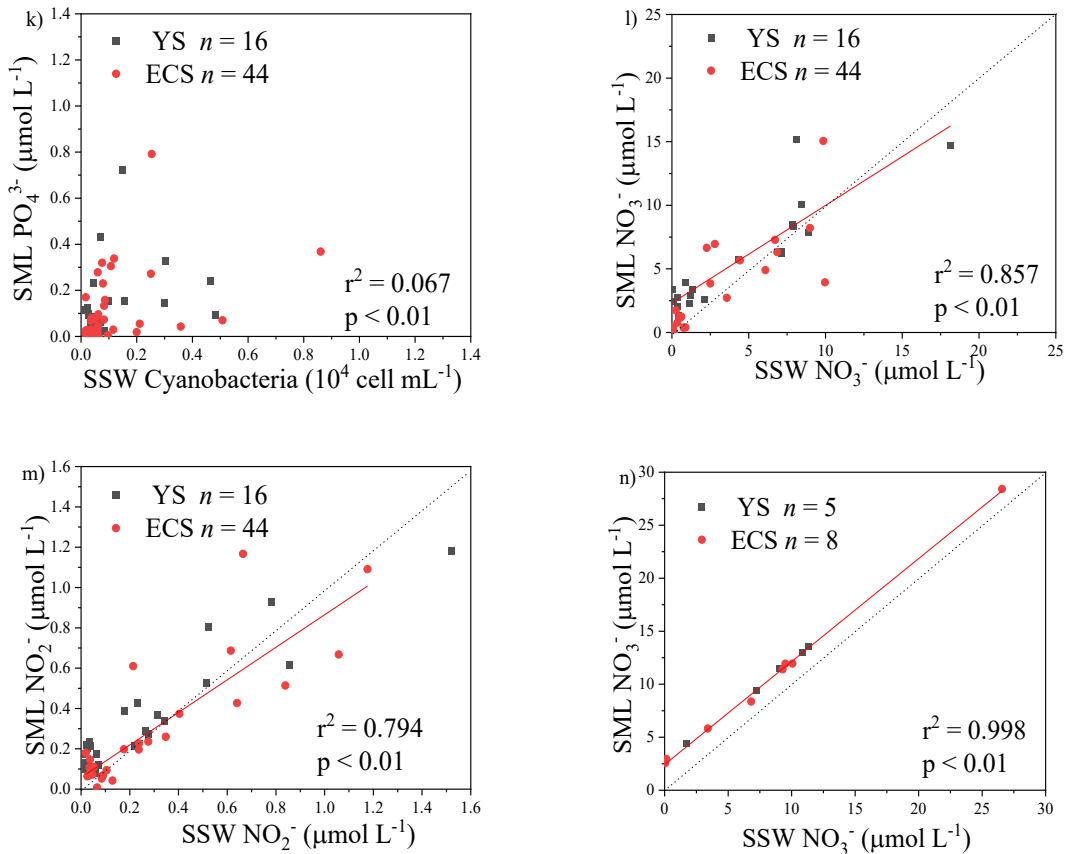 k)
YS n = 16
ECS n = 44
SML PO₄³⁻ (μmol L⁻¹)
1.4
1.2
1.0
0.8
0.6
0.4
0.2
0.0
r² = 0.067
p < 0.01
0.0 0.2 0.4 0.6 0.8 1.0 1.2 1.4
SSW Cyanobacteria (10⁴ cell mL⁻¹)
l)
YS n = 16
ECS n = 44
SML NO₃⁻ (μmol L⁻¹)
25
20
15
10
5
0
r² = 0.857
p < 0.01
0 5 10 15 20 25
SSW NO₃⁻ (μmol L⁻¹)
m)
YS n = 16
ECS n = 44
SML NO₂⁻ (μmol L⁻¹)
1.6
1.4
1.2
1.0
0.8
0.6
0.4
0.2
0.0
r² = 0.794
p < 0.01
0.0 0.2 0.4 0.6 0.8 1.0 1.2 1.4 1.6
SSW NO₂⁻ (μmol L⁻¹)
n)
YS n = 5
ECS n = 8
SML NO₃⁻ (μmol L⁻¹)
30
25
20
15
10
5
0
r² = 0.998
p < 0.01
0 5 10 15 20 25 30
SSW NO₃⁻ (μmol L⁻¹)